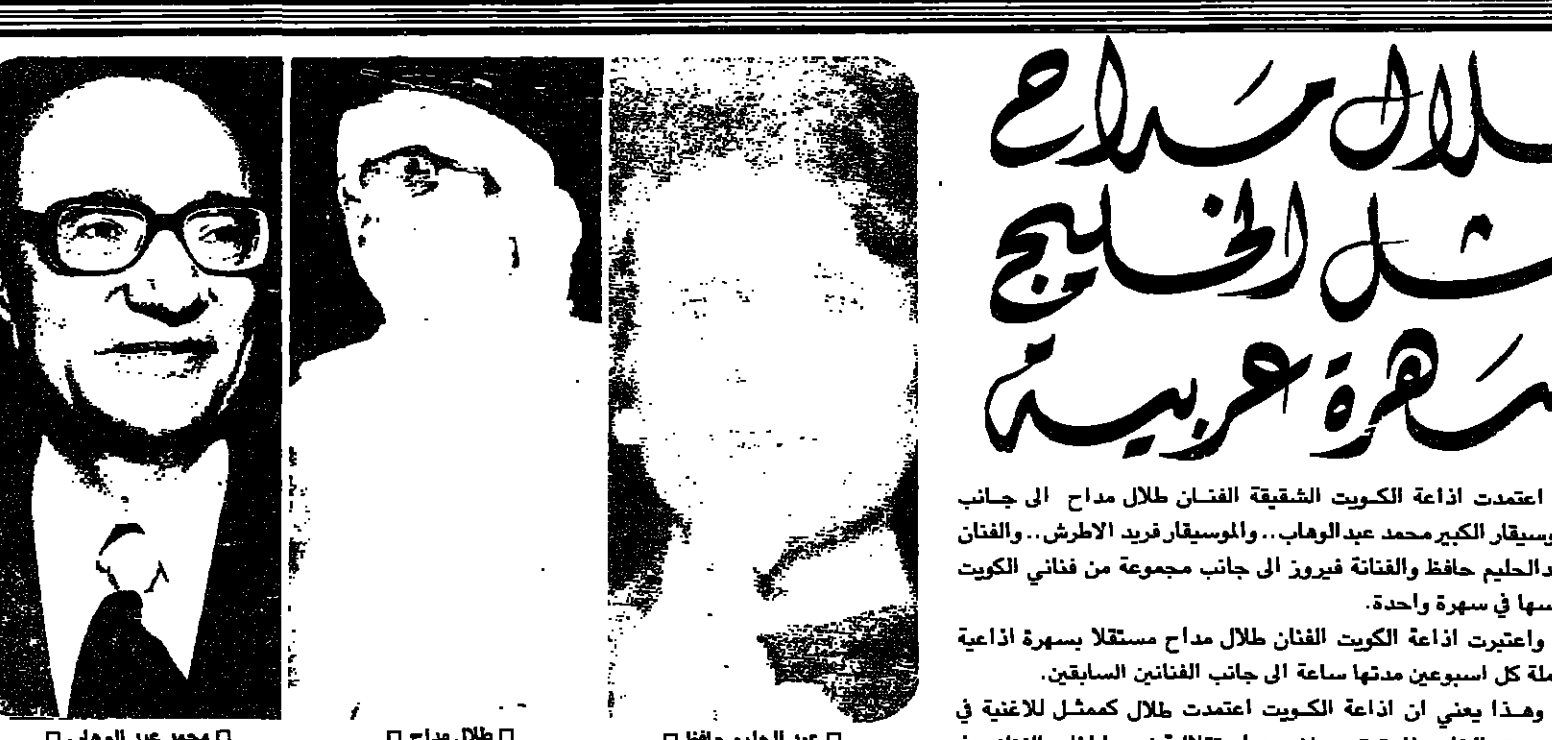 مداح
الخليج
سهرة عربية
اعتمدت اذاعة الكويت الشقيقة الفنان طلال مداح الى جانب
الكبير محمد عبدالوهاب.. والموسيقار فريد الاطرش.. والفنان
حافظ والفنانة فيروز الى جانب مجموعة من فناني الكويت
في سهرة واحدة.
واعتبرت اذاعة الكويت الفنان طلال مداح مستقلا بسهرة اذاعية
كل اسبوعين مدتها ساعة الى جانب الفنانين السابقين.
وهذا يعني ان اذاعة الكويت اعتمدت طلال كممثل للاغنية في
عبد الحليم حافظ
طلال مداح
محمد عبد الوهاب